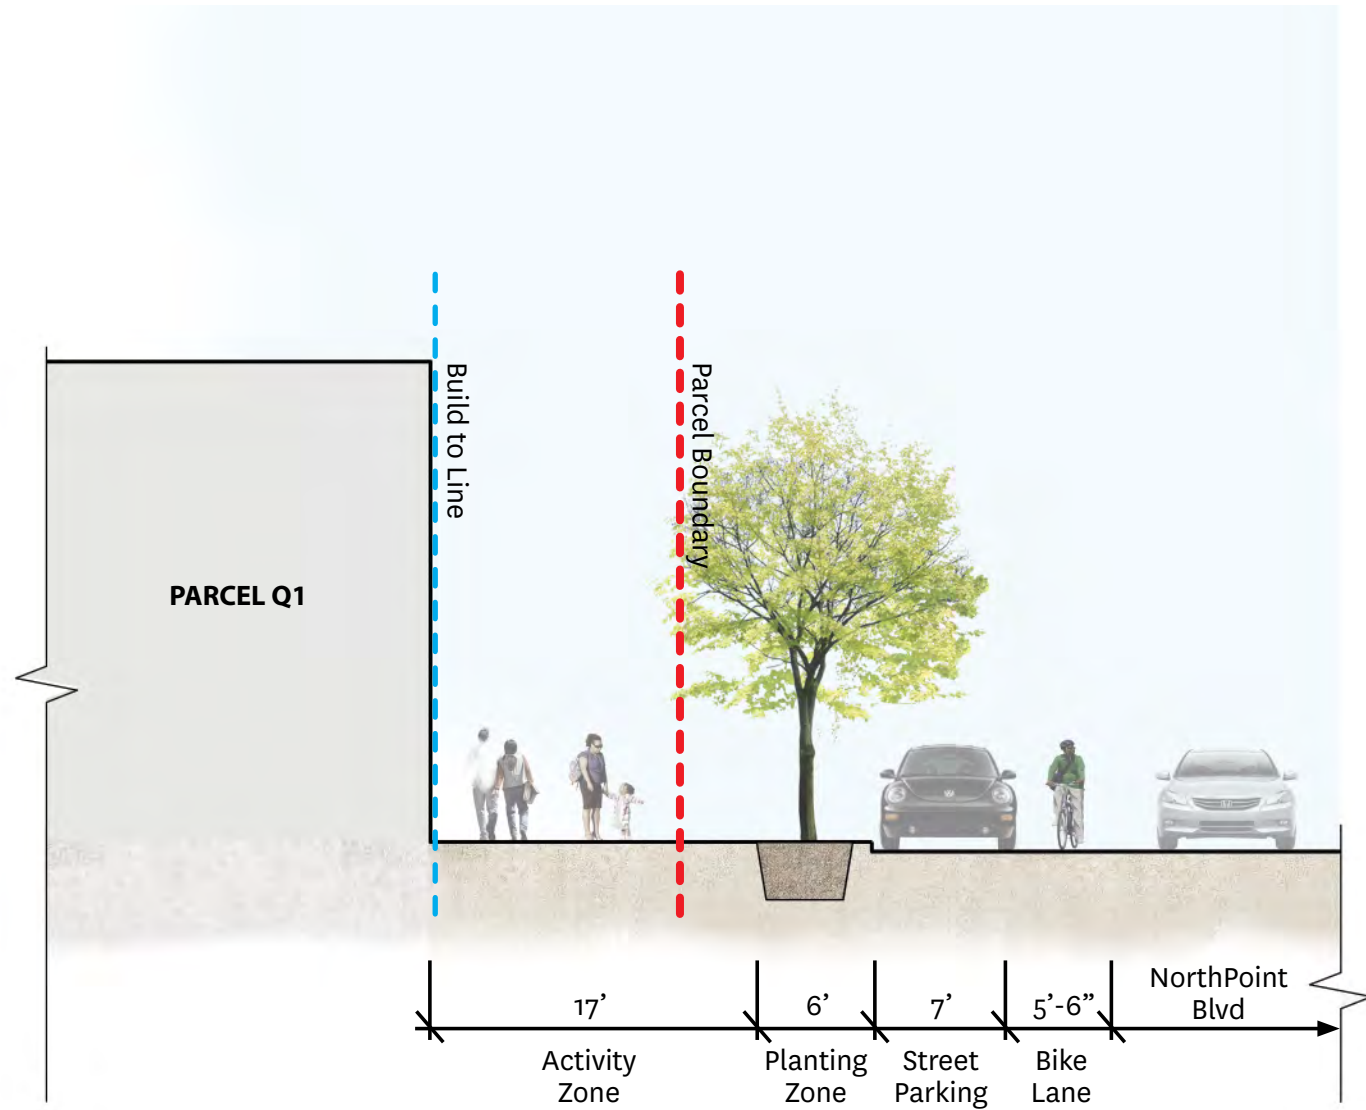 Build to Line
Parcel Boundary
PARCEL Q1
17’
6’
7’
5’-6”
NorthPoint
Blvd
Activity
Zone
Planting
Zone
Street
Parking
Bike
Lane